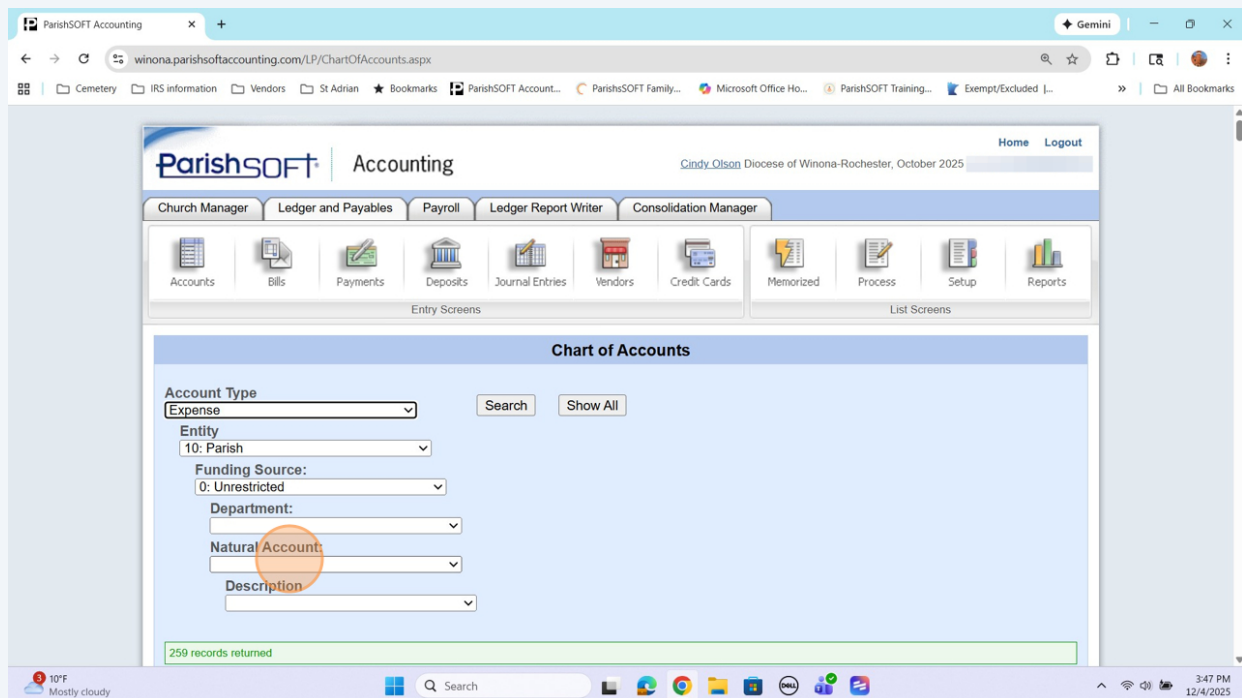 ParishSOFT Accounting
Gemini
winona.parishsoftaccounting.com/LP/ChartOfAccounts.aspx
Cemetery IRS information Vendors St Adrian Bookmarks ParishSOFT Account... ParishsSOFT Family... Microsoft Office Ho... ParishSOFT Training... Exempt/Excluded |... » All Bookmarks
Home Logout
ParishSOFT Accounting
Cindy Olson Diocese of Winona-Rochester, October 2025
Church Manager Ledger and Payables Payroll Ledger Report Writer Consolidation Manager
Accounts Bills Payments Deposits Journal Entries Vendors Credit Cards Memorized Process Setup Reports
Entry Screens List Screens
Chart of Accounts
Account Type
Expense Search Show All
Entity
10: Parish
Funding Source:
0: Unrestricted
Department:
Natural Account:
Description
259 records returned
3 10°F
Mostly cloudy
Search
DELL
3:47 PM
12/4/2025